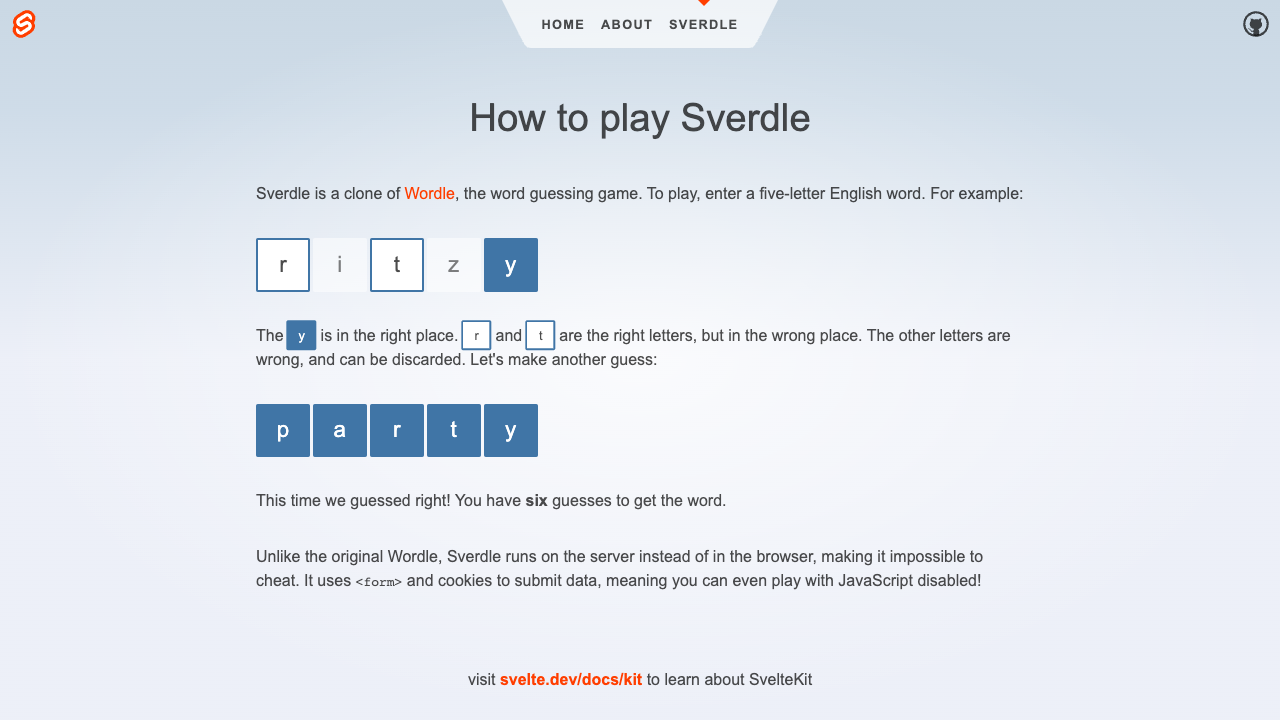 HOME ABOUT SVERDLE
How to play Sverdle
Sverdle is a clone of Wordle, the word guessing game. To play, enter a five-letter English word. For example:
r i t z y
The y is in the right place. r and t are the right letters, but in the wrong place. The other letters are
wrong, and can be discarded. Let's make another guess:
p a r t y
This time we guessed right! You have six guesses to get the word.
Unlike the original Wordle, Sverdle runs on the server instead of in the browser, making it impossible to
cheat. It uses <form> and cookies to submit data, meaning you can even play with JavaScript disabled!
visit svelte.dev/docs/kit to learn about SvelteKit